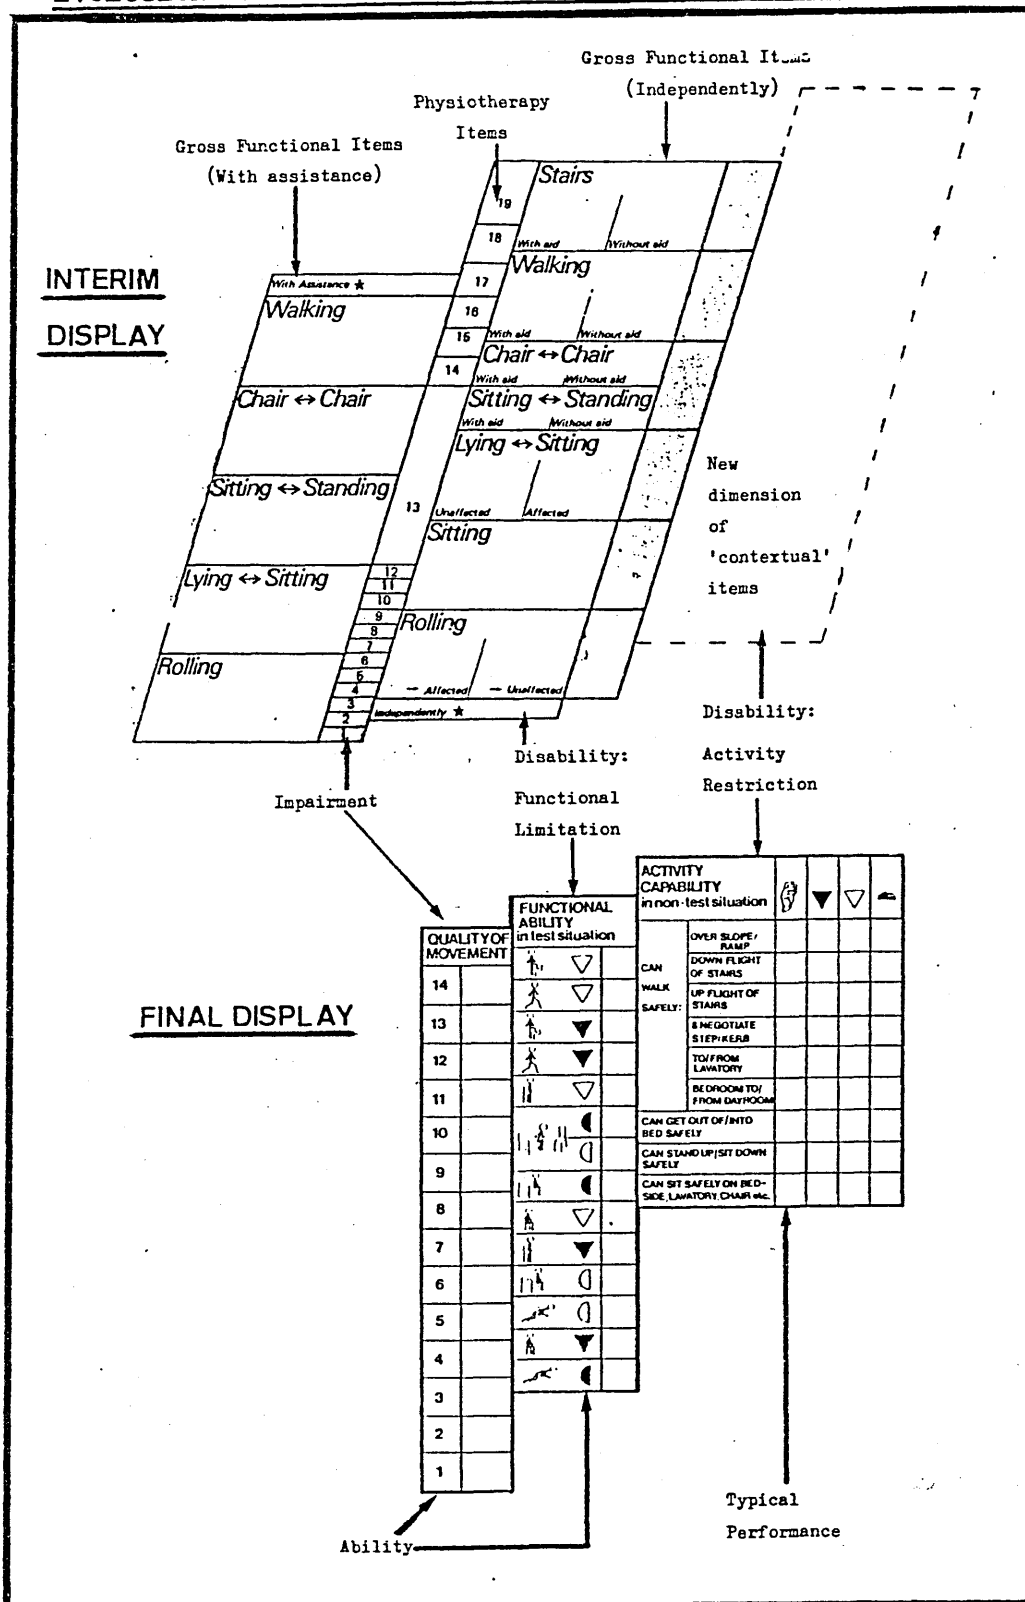 Gross Functional
(Independently)
Physiotherapy
Items
Gross Functional Items
(With assistance)
INTERIM
DISPLAY
With Assistance ★
Walking
Chair ↔ Chair
Sitting ↔ Standing
Lying ↔ Sitting
Rolling
19
18
17
16
15
14
13
12
11
10
9
8
7
6
5
4
3
2
1
Stairs
With aid Without aid
Walking
With aid Without aid
Chair ↔ Chair
With aid Without aid
Sitting ↔ Standing
With aid Without aid
Lying ↔ Sitting
Unaffected Affected
Sitting
Rolling
→ Affected → Unaffected
Independently ★
New
dimension
of
'contextual'
items
Disability:
Activity
Restriction
Disability:
Functional
Limitation
Impairment
FINAL DISPLAY
QUALITY OF
MOVEMENT
14
13
12
11
10
9
8
7
6
5
4
3
2
1
FUNCTIONAL
ABILITY
in test situation
ACTIVITY
CAPABILITY
in non-test situation
CAN
WALK
SAFELY:
OVER SLOPE/
RAMP
DOWN FLIGHT
OF STAIRS
UP FLIGHT OF
STAIRS
& NEGOTIATE
STEP/KERB
TO/FROM
LAVATORY
BEDROOM TO/
FROM DAYROOM
CAN GET OUT OF/INTO
BED SAFELY
CAN STAND UP/SIT DOWN
SAFELY
CAN SIT SAFELY ON BED-
SIDE, LAVATORY, CHAIR etc.
Typical
Performance
Ability